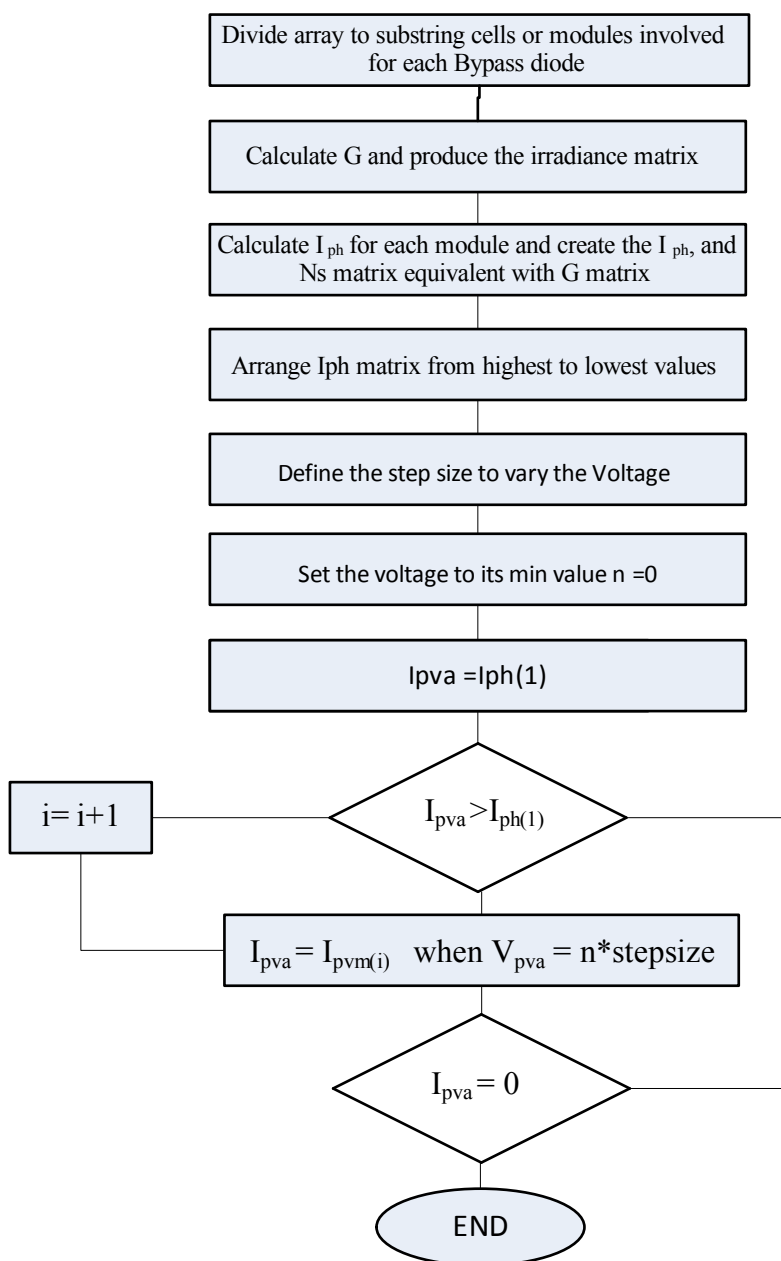 Divide array to substring cells or modules involved
for each Bypass diode
Calculate G and produce the irradiance matrix
Calculate I ph for each module and create the I ph, and
Ns matrix equivalent with G matrix
Arrange Iph matrix from highest to lowest values
Define the step size to vary the Voltage
Set the voltage to its min value n =0
Ipva =Iph(1)
Ipva >Iph(1)
i= i+1
Ipva = Ipvm(i) when Vpva = n*stepsize
Ipva = 0
END